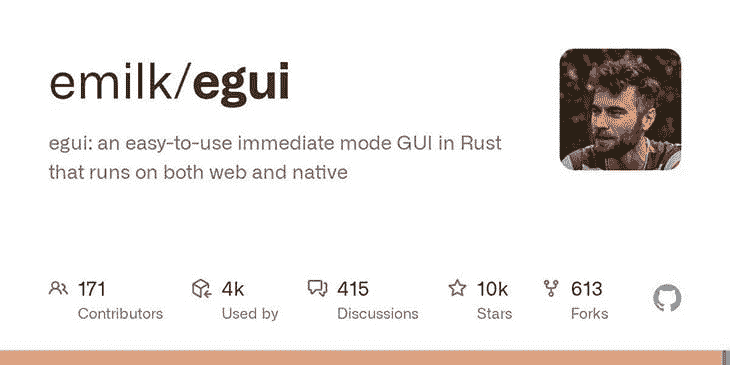 emilk/egui
egui: an easy-to-use immediate mode GUI in Rust
that runs on both web and native
171 4k 415 10k 613
Contributors Used by Discussions Stars Forks